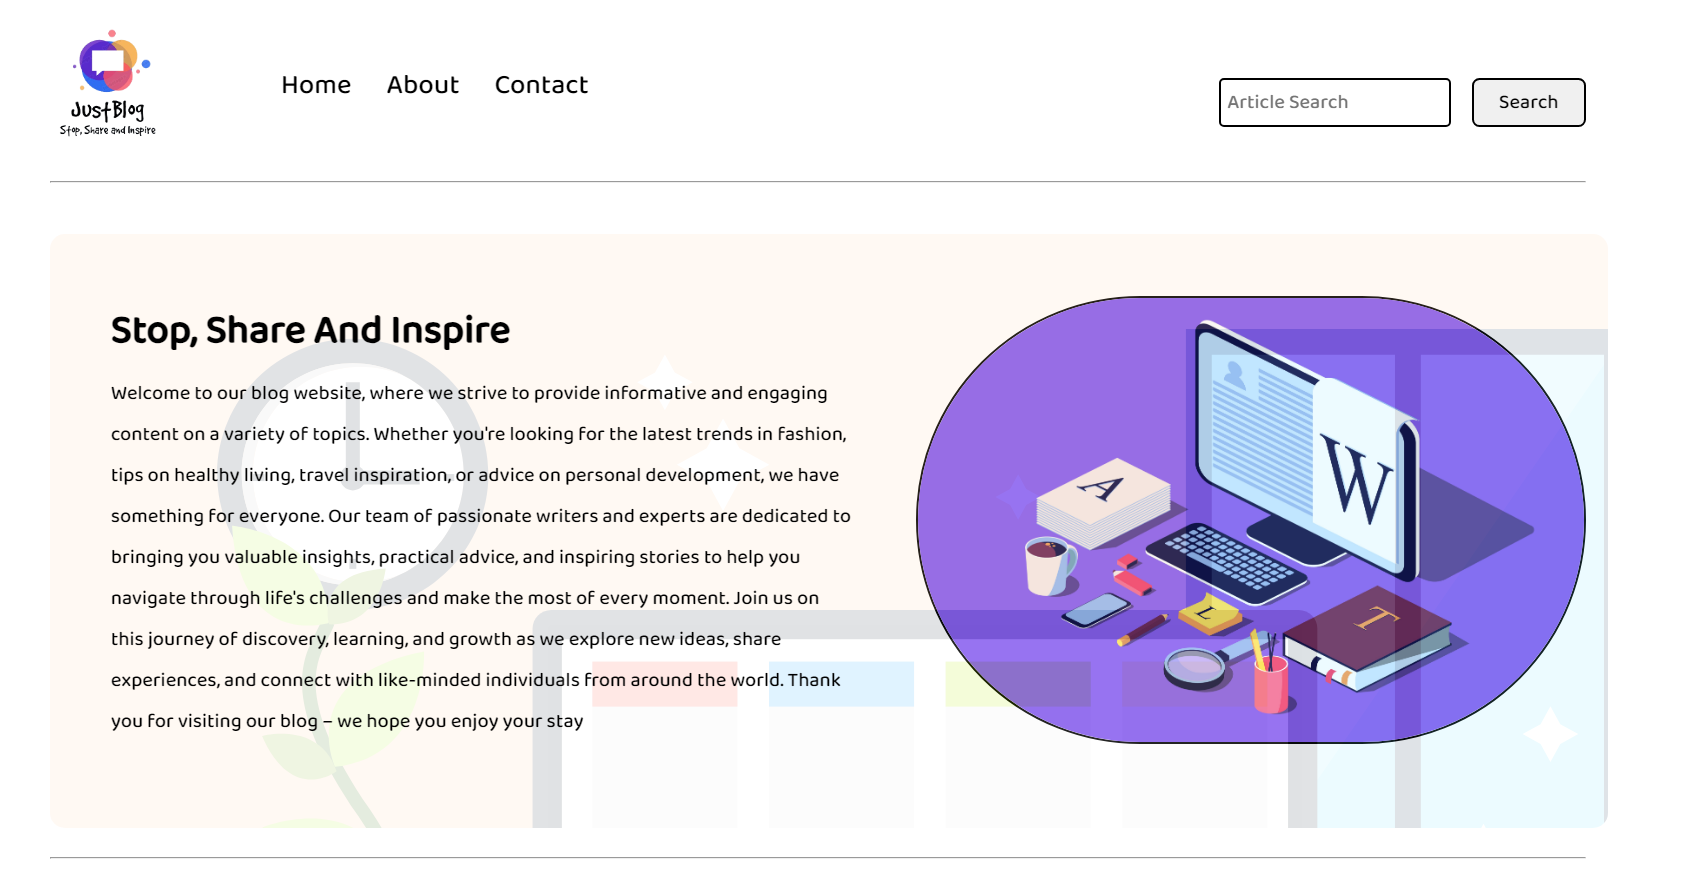 JustBlog
Stop, Share and Inspire
Home About Contact
Article Search Search
Stop, Share And Inspire
Welcome to our blog website, where we strive to provide informative and engaging
content on a variety of topics. Whether you're looking for the latest trends in fashion,
tips on healthy living, travel inspiration, or advice on personal development, we have
something for everyone. Our team of passionate writers and experts are dedicated to
bringing you valuable insights, practical advice, and inspiring stories to help you
navigate through life's challenges and make the most of every moment. Join us on
this journey of discovery, learning, and growth as we explore new ideas, share
experiences, and connect with like-minded individuals from around the world. Thank
you for visiting our blog – we hope you enjoy your stay
W
A
L
T